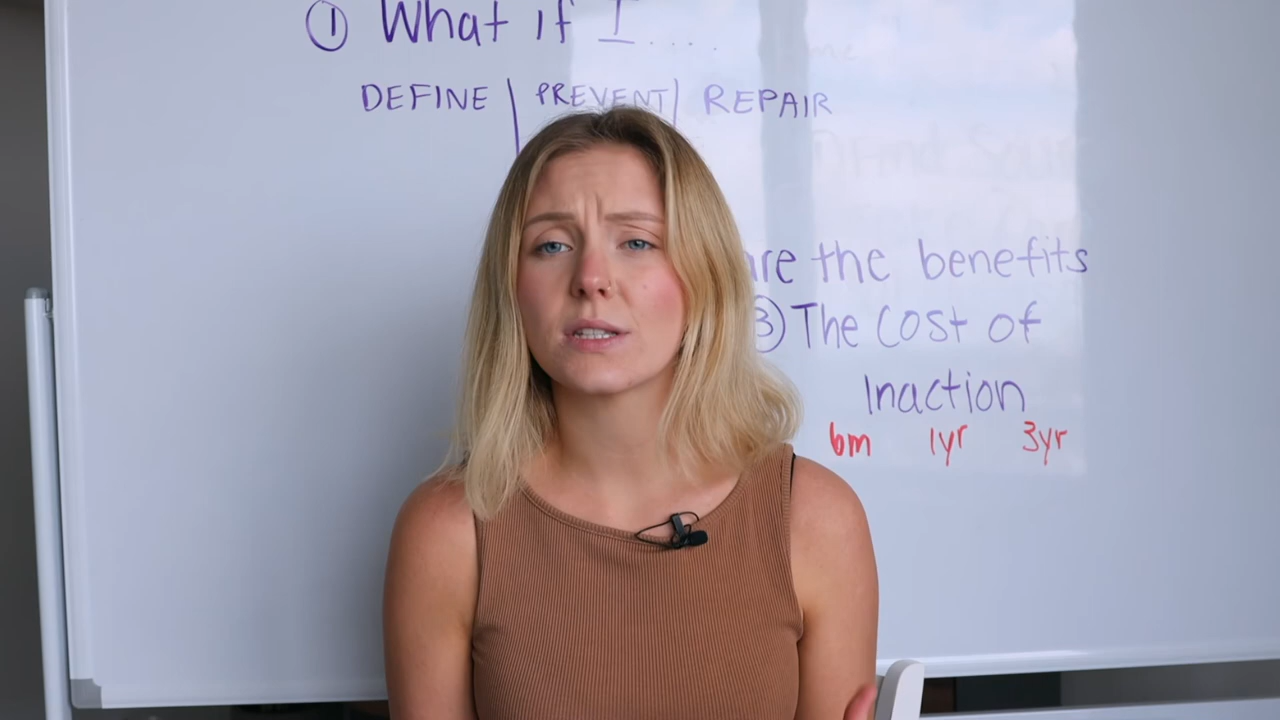 ① What if I....
DEFINE | PREVENT | REPAIR
are the benefits
③ The Cost of
Inaction
6m 1yr 3yr